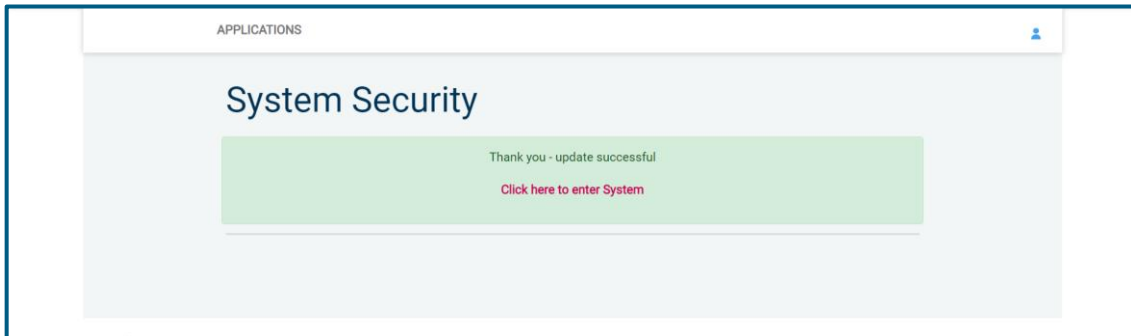 APPLICATIONS
System Security
Thank you - update successful
Click here to enter System